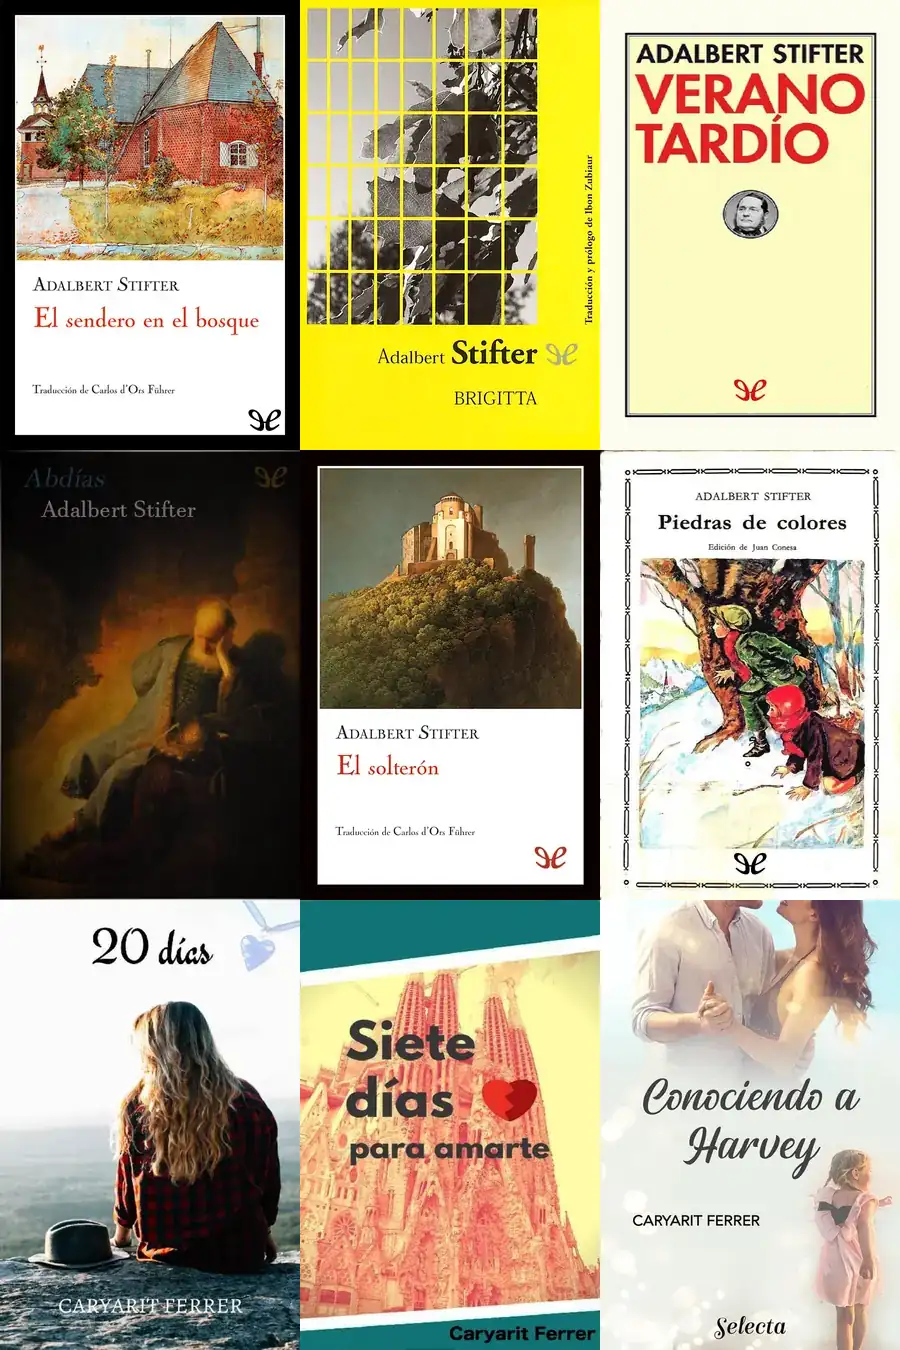 ADALBERT STIFTER
El sendero en el bosque
Traducción de Carlos d'Ors Führer
Traducción y prólogo de Ibon Zubiaur
Adalbert Stifter
BRIGITTA
ADALBERT STIFTER
VERANO
TARDÍO
Abdías
Adalbert Stifter
ADALBERT STIFTER
El solterón
Traducción de Carlos d'Ors Führer
ADALBERT STIFTER
Piedras de colores
Edición de Juan Conesa
20 días
CARYARIT FERRER
Siete
días
para amarte
Caryarit Ferrer
Conociendo a
Harvey
CARYARIT FERRER
Selecta